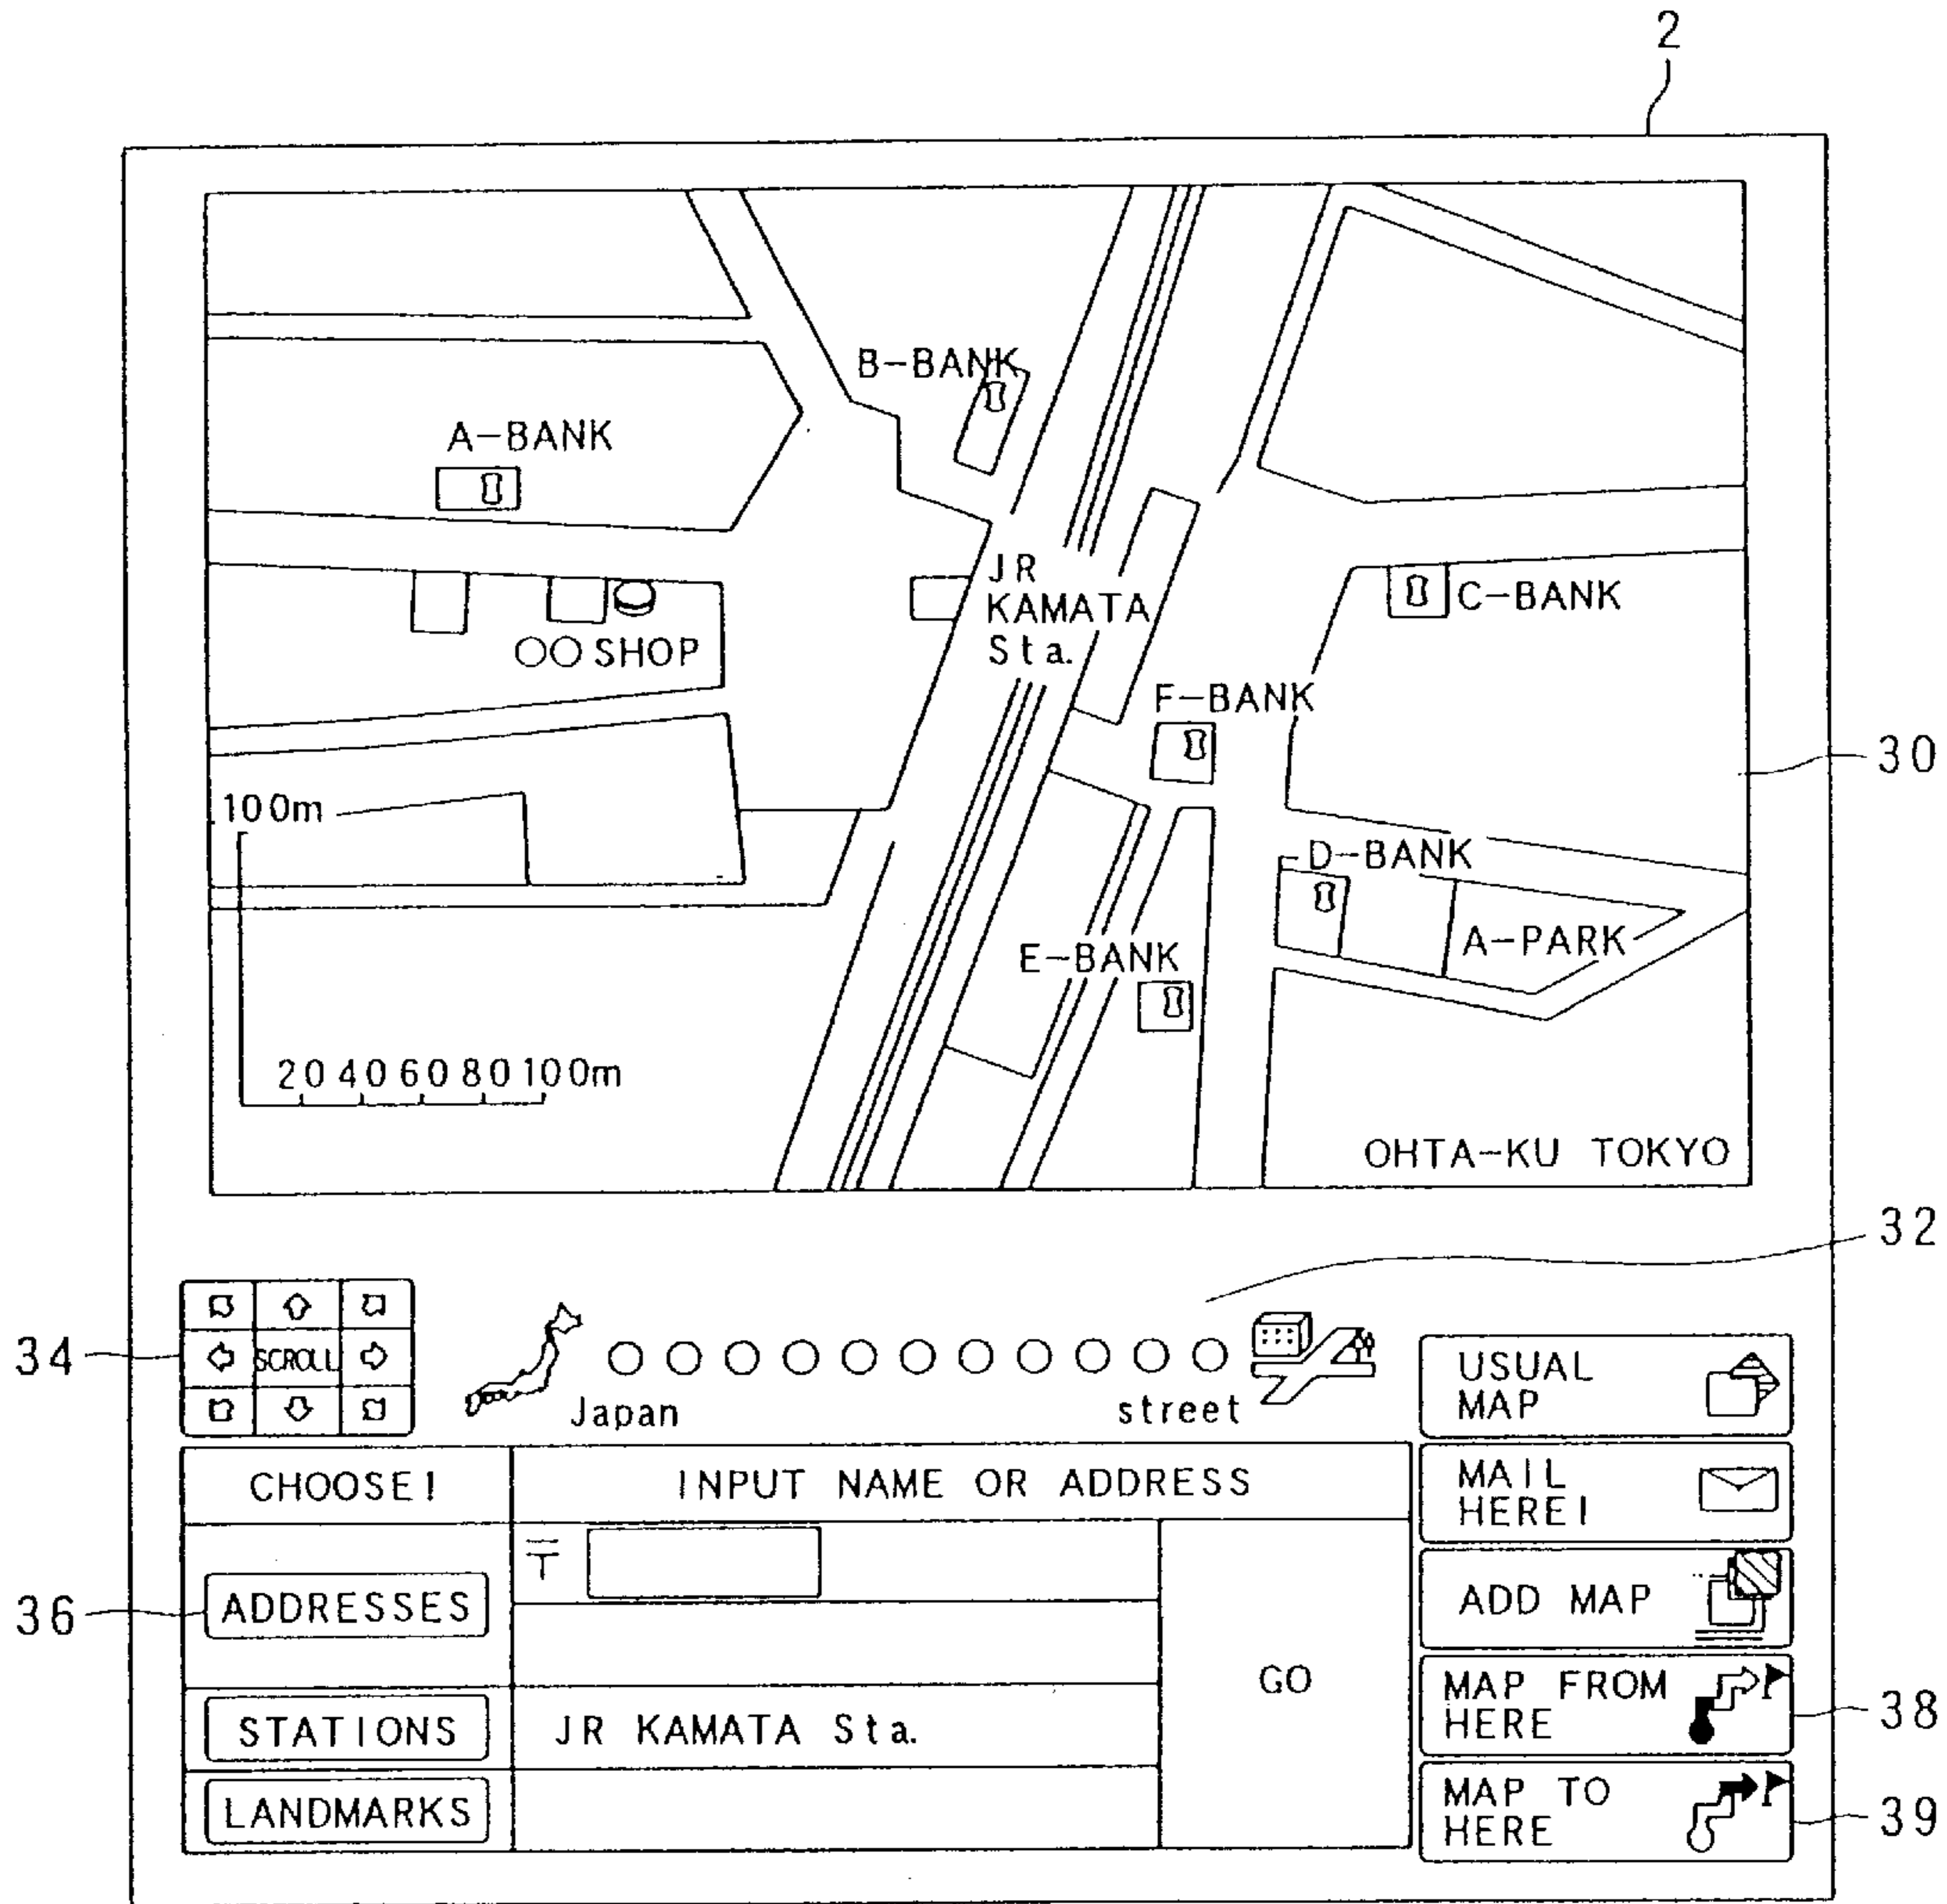 2
B-BANK
A-BANK
JR
KAMATA
Sta.
C-BANK
○○ SHOP
F-BANK
30
100m
D-BANK
A-PARK
E-BANK
20 40 60 80 100m
OHTA-KU TOKYO
32
34
SCROLL
Japan
street
USUAL
MAP
CHOOSE!
INPUT NAME OR ADDRESS
MAIL
HERE!
〒
36
ADDRESSES
ADD MAP
GO
MAP FROM
HERE
38
STATIONS
JR KAMATA Sta.
LANDMARKS
MAP TO
HERE
39